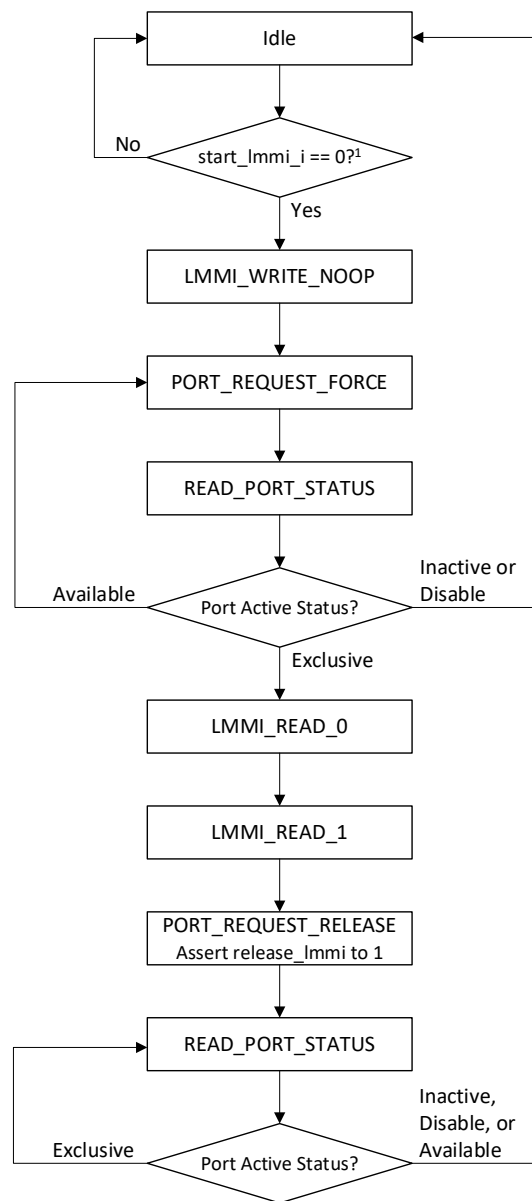 Idle
start_lmmi_i == 0?¹
No
Yes
LMMI_WRITE_NOOP
PORT_REQUEST_FORCE
READ_PORT_STATUS
Inactive or
Available
Port Active Status?
Disable
Exclusive
LMMI_READ_0
LMMI_READ_1
PORT_REQUEST_RELEASE
Assert release_lmmi to 1
READ_PORT_STATUS
Inactive,
Disable, or
Exclusive
Port Active Status?
Available